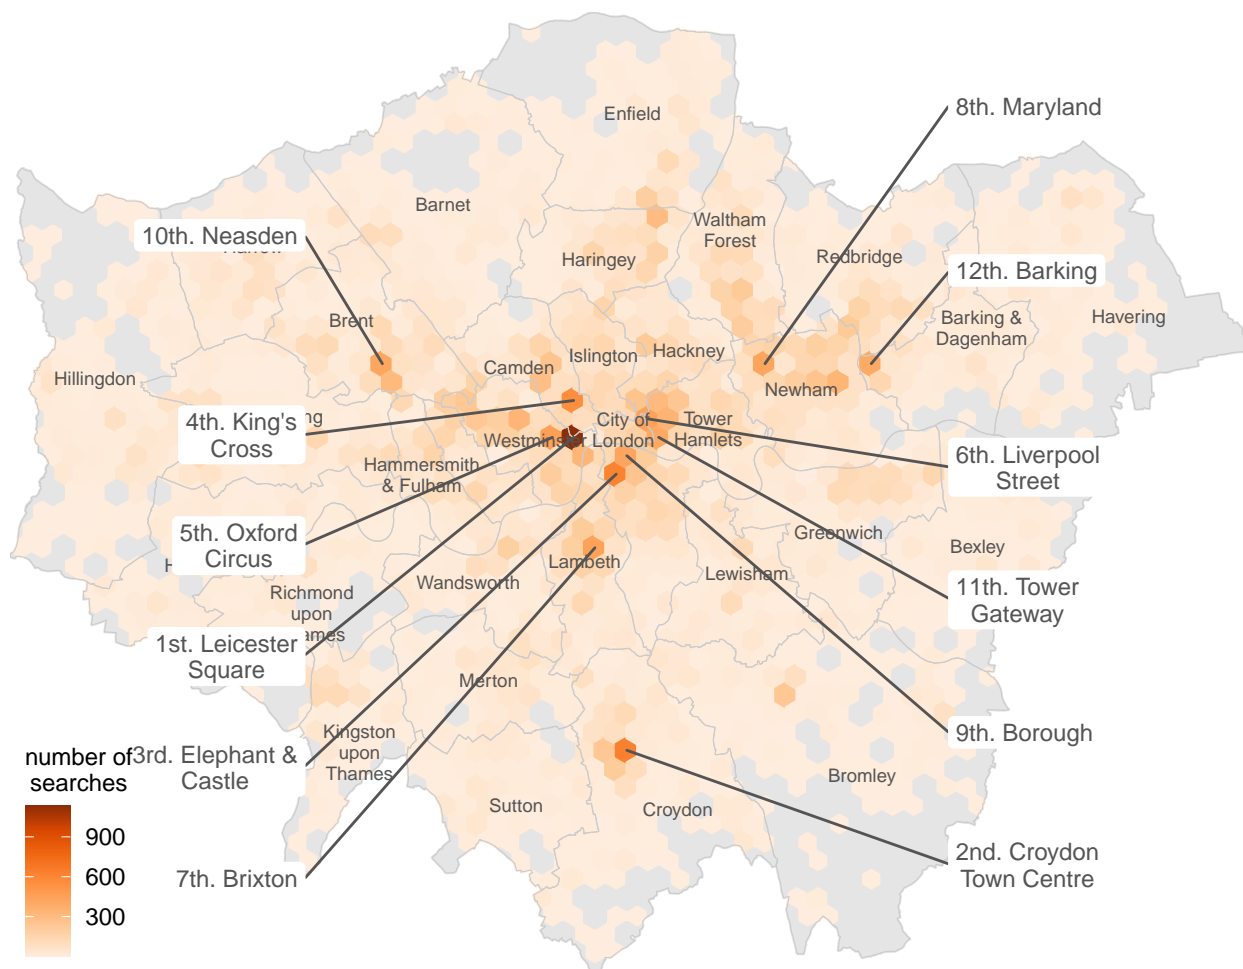 Enfield
8th. Maryland
Barnet
Waltham
Forest
10th. Neasden
Haringey
Redbridge
12th. Barking
Brent
Barking &
Dagenham
Havering
Hillingdon
Camden
Islington
Hackney
Newham
4th. King's
Cross
City of
London
Tower
Hamlets
Westminster
Hammersmith
& Fulham
6th. Liverpool
Street
5th. Oxford
Circus
Greenwich
Bexley
Lambeth
Wandsworth
Lewisham
Richmond
upon
11th. Tower
Gateway
1st. Leicester
Square
Merton
Kingston
upon
Thames
9th. Borough
3rd. Elephant &
Castle
number of
searches
900
600
300
Bromley
Sutton
Croydon
7th. Brixton
2nd. Croydon
Town Centre